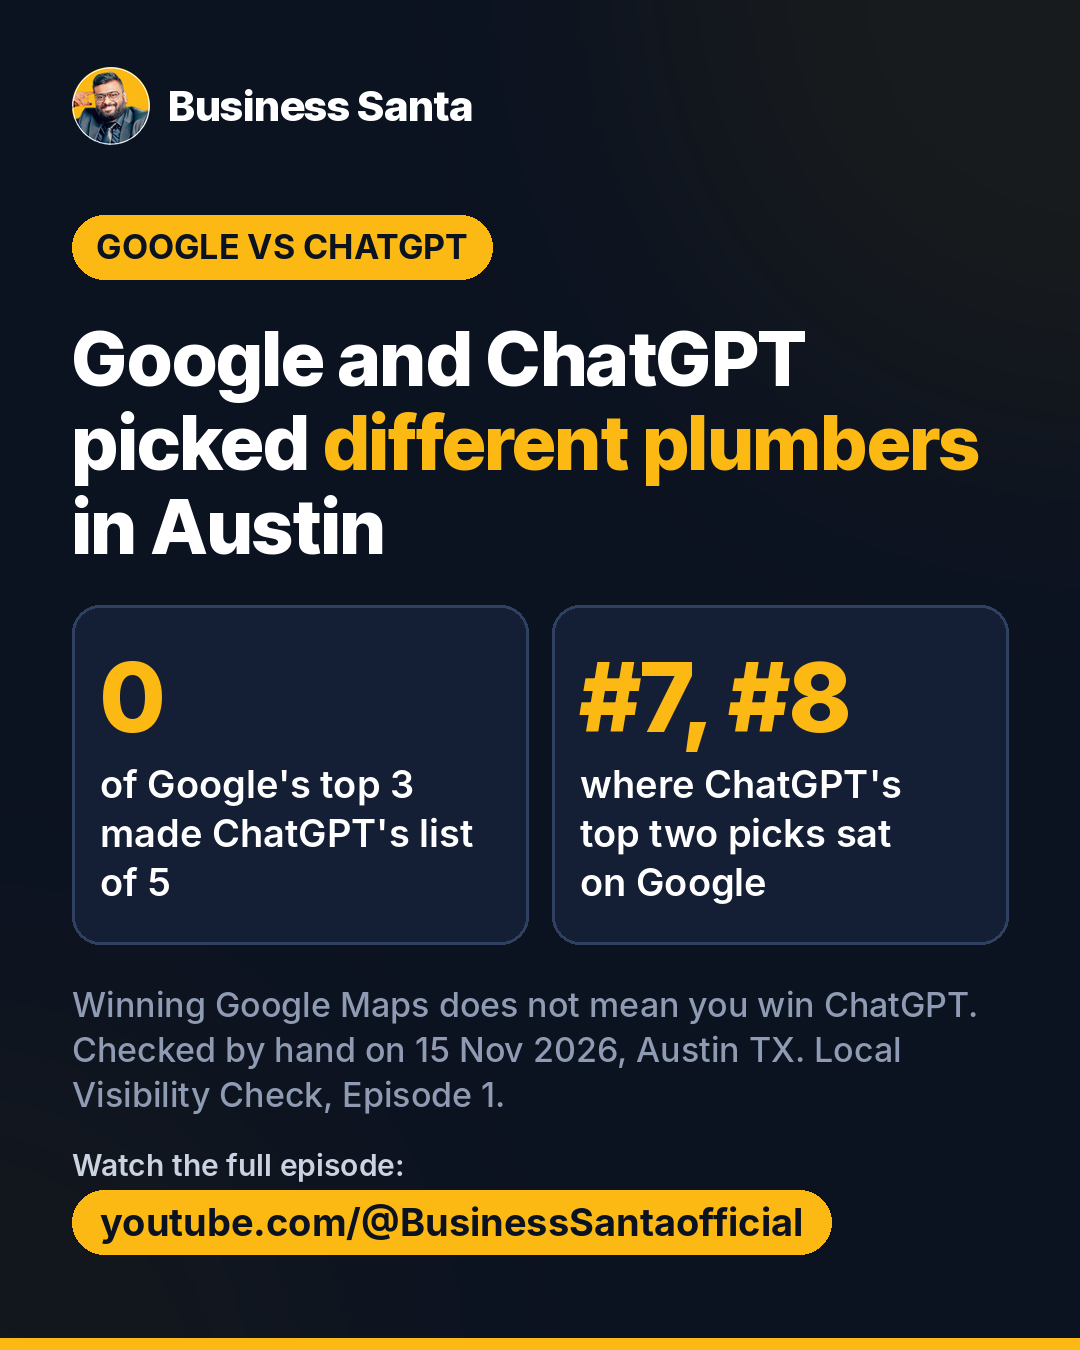 Business Santa
GOOGLE VS CHATGPT
Google and ChatGPT
picked different plumbers
in Austin
0
of Google's top 3
made ChatGPT's list
of 5
#7, #8
where ChatGPT's
top two picks sat
on Google
Winning Google Maps does not mean you win ChatGPT.
Checked by hand on 15 Nov 2026, Austin TX. Local
Visibility Check, Episode 1.
Watch the full episode:
youtube.com/@BusinessSantaofficial